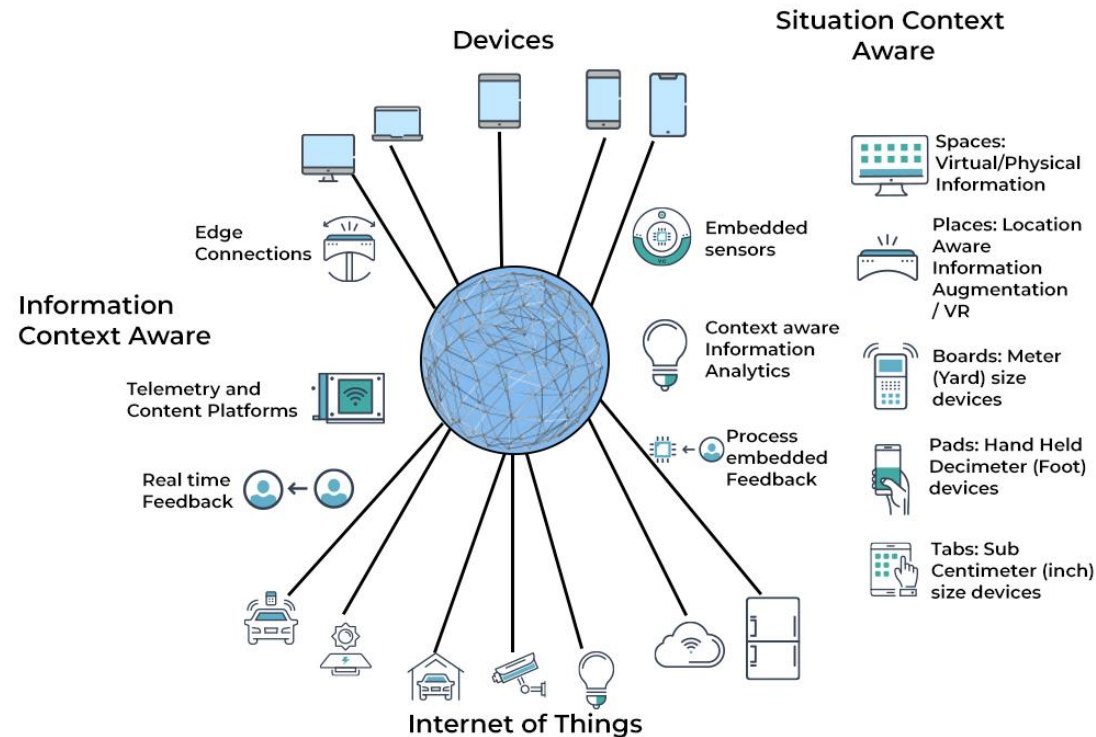 Devices
Situation Context
Aware
Spaces:
Virtual/Physical
Information
Edge
Connections
Embedded
sensors
Places: Location
Aware
Information
Augmentation
/ VR
Information
Context Aware
Context aware
Information
Analytics
Boards: Meter
(Yard) size
devices
Telemetry and
Content Platforms
Process
embedded
Feedback
Pads: Hand Held
Decimeter (Foot)
devices
Real time
Feedback
Tabs: Sub
Centimeter (inch)
size devices
Internet of Things